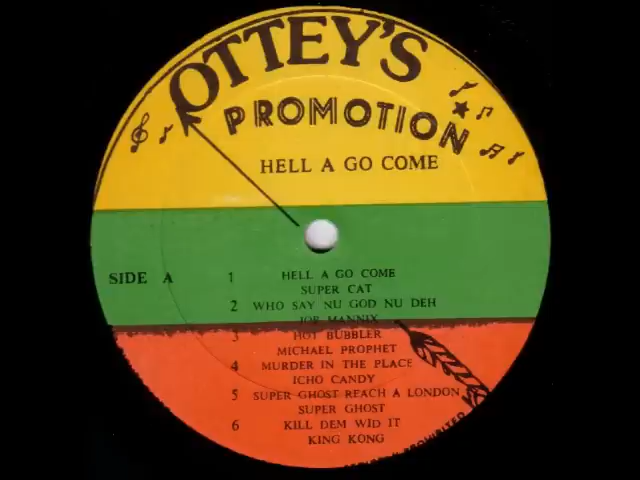 OTTEY'S
PROMOTION
HELL A GO COME
SIDE A
1 HELL A GO COME
SUPER CAT
2 WHO SAY NU GOD NU DEH
JOE MANNIX
3 HOT BUBBLER
MICHAEL PROPHET
4 MURDER IN THE PLACE
ICHO CANDY
5 SUPER GHOST REACH A LONDON
SUPER GHOST
6 KILL DEM WID IT
KING KONG
PROHIBITED